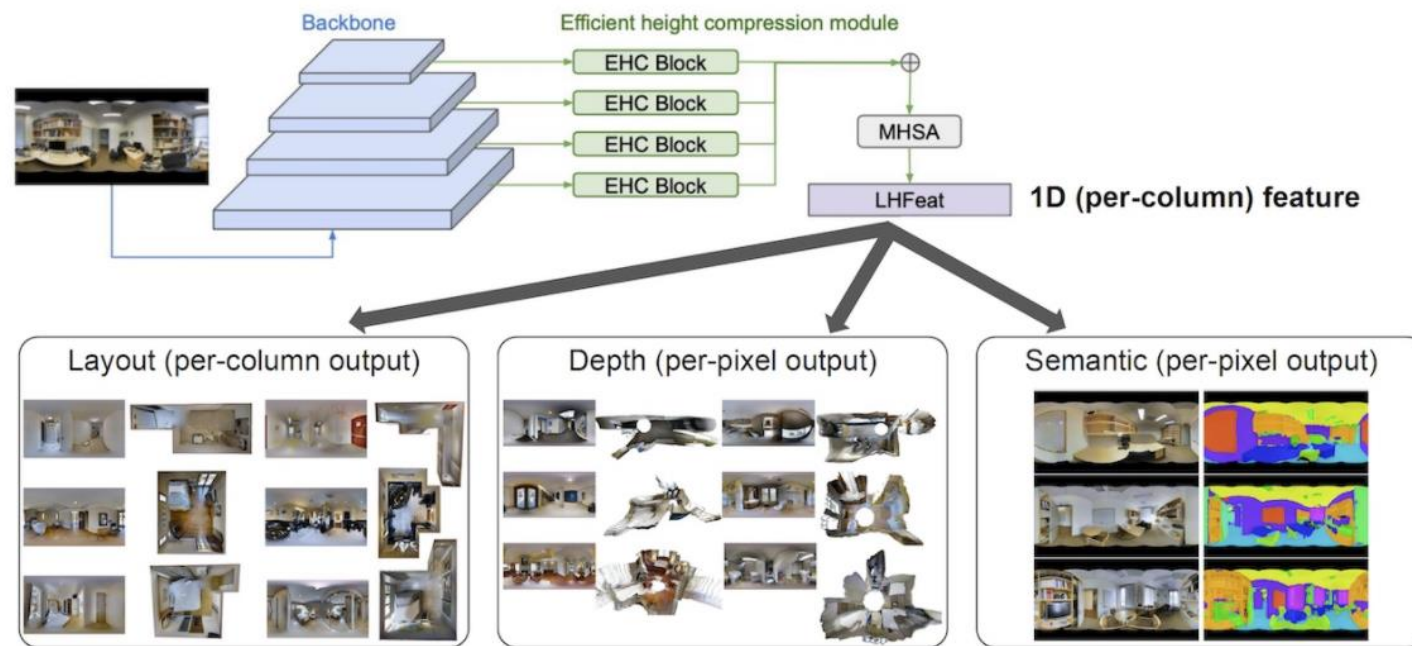 Backbone
Efficient height compression module
EHC Block
EHC Block
EHC Block
EHC Block
MHSA
LHFeat
1D (per-column) feature
Layout (per-column output)
Depth (per-pixel output)
Semantic (per-pixel output)